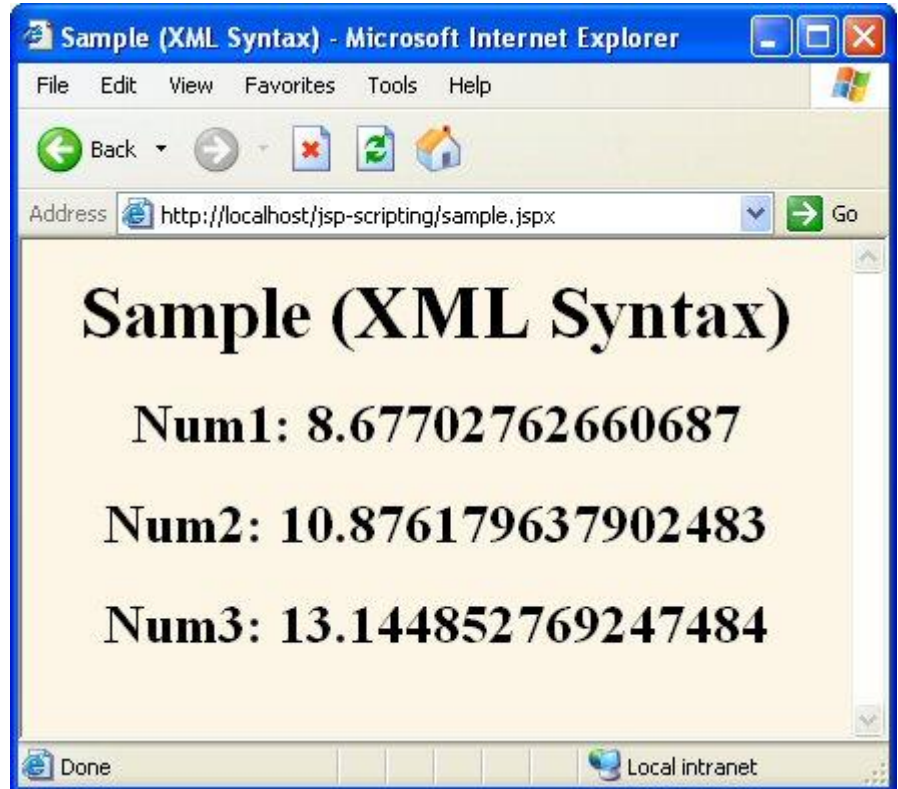 Sample (XML Syntax) - Microsoft Internet Explorer
File Edit View Favorites Tools Help
Back
Address http://localhost/jsp-scripting/sample.jspx Go
Sample (XML Syntax)
Num1: 8.67702762660687
Num2: 10.876179637902483
Num3: 13.144852769247484
Done Local intranet